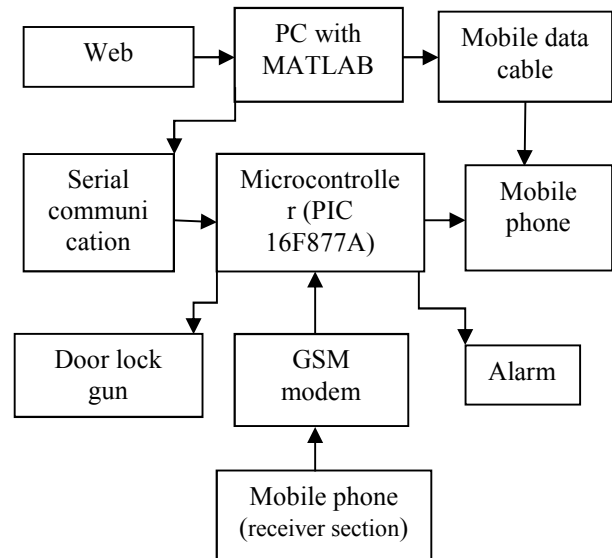 Web
PC with
MATLAB
Mobile data
cable
Serial
communi
cation
Microcontrolle
r (PIC
16F877A)
Mobile
phone
Door lock
gun
GSM
modem
Alarm
Mobile phone
(receiver section)